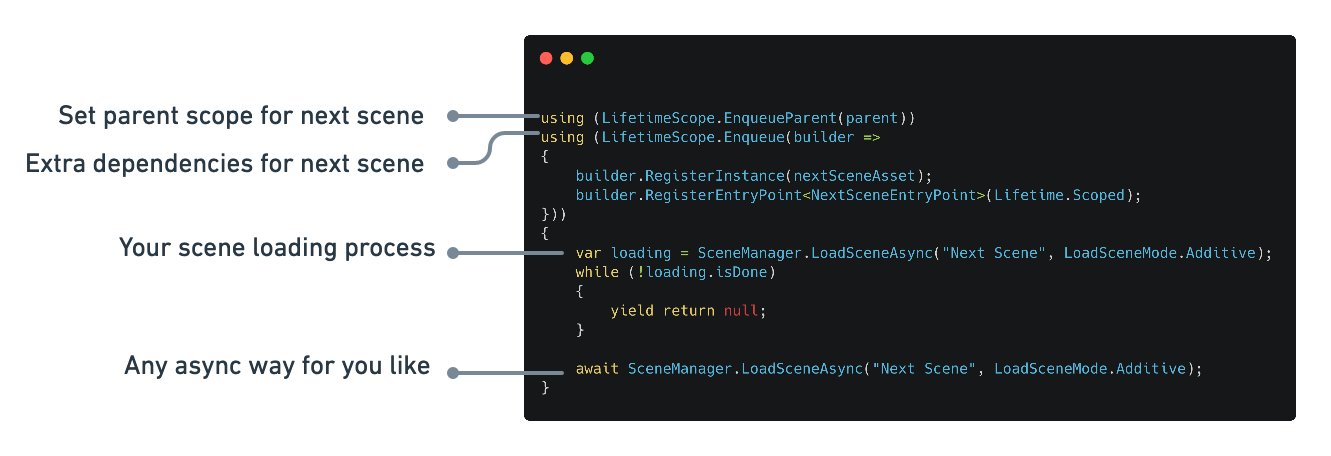 Set parent scope for next scene
Extra dependencies for next scene
Your scene loading process
Any async way for you like
using (LifetimeScope.EnqueueParent(parent))
using (LifetimeScope.Enqueue(builder =>
{
    builder.RegisterInstance(nextSceneAsset);
    builder.RegisterEntryPoint<NextSceneEntryPoint>(Lifetime.Scoped);
}))
{
    var loading = SceneManager.LoadSceneAsync("Next Scene", LoadSceneMode.Additive);
    while (!loading.isDone)
    {
        yield return null;
    }

    await SceneManager.LoadSceneAsync("Next Scene", LoadSceneMode.Additive);
}